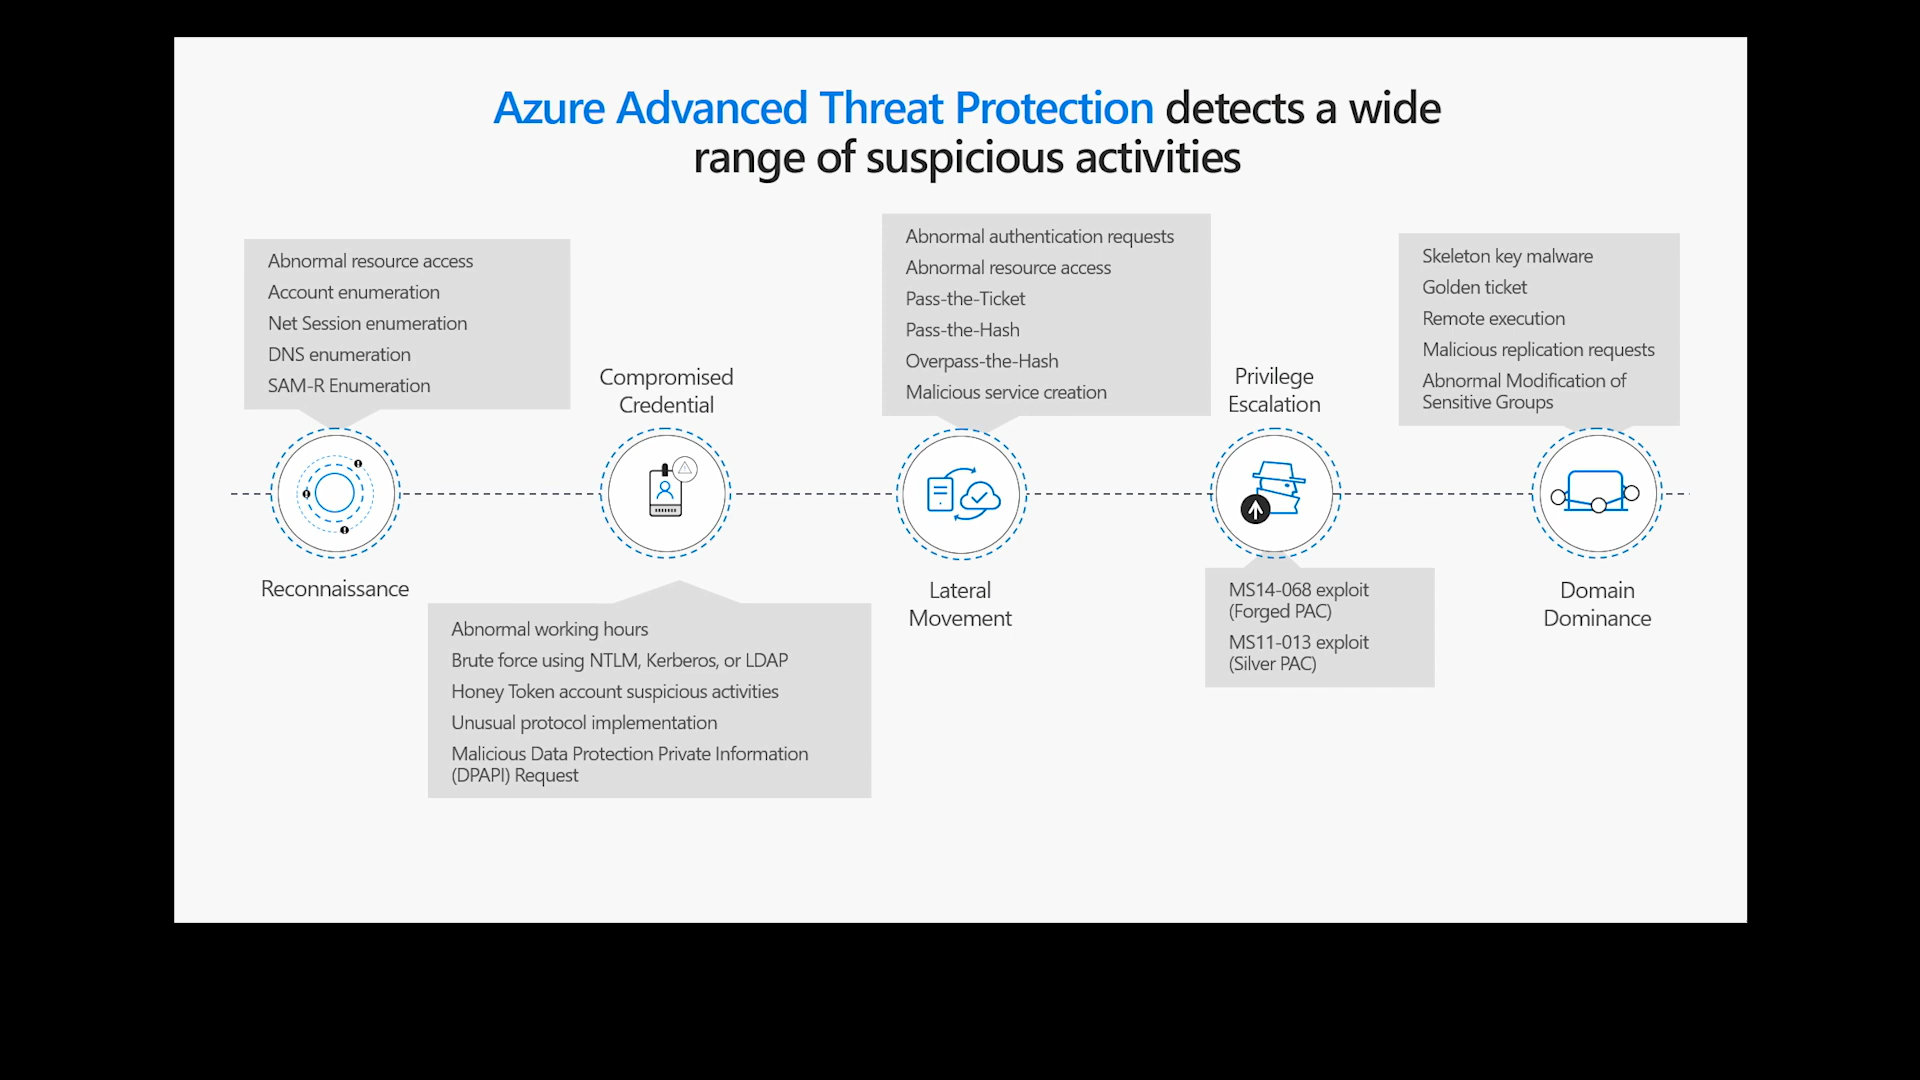 Azure Advanced Threat Protection detects a wide
range of suspicious activities
Abnormal resource access
Account enumeration
Net Session enumeration
DNS enumeration
SAM-R Enumeration
Reconnaissance
Compromised
Credential
Abnormal working hours
Brute force using NTLM, Kerberos, or LDAP
Honey Token account suspicious activities
Unusual protocol implementation
Malicious Data Protection Private Information
(DPAPI) Request
Abnormal authentication requests
Abnormal resource access
Pass-the-Ticket
Pass-the-Hash
Overpass-the-Hash
Malicious service creation
Lateral
Movement
Privilege
Escalation
MS14-068 exploit
(Forged PAC)
MS11-013 exploit
(Silver PAC)
Skeleton key malware
Golden ticket
Remote execution
Malicious replication requests
Abnormal Modification of
Sensitive Groups
Domain
Dominance